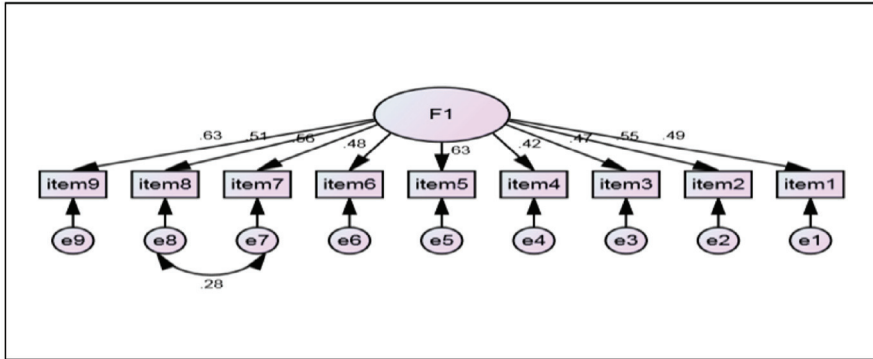 F1
.63 .51 .56 .48 .63 .42 .47 .55 .49
item9 item8 item7 item6 item5 item4 item3 item2 item1
e9 e8 e7 e6 e5 e4 e3 e2 e1
.28